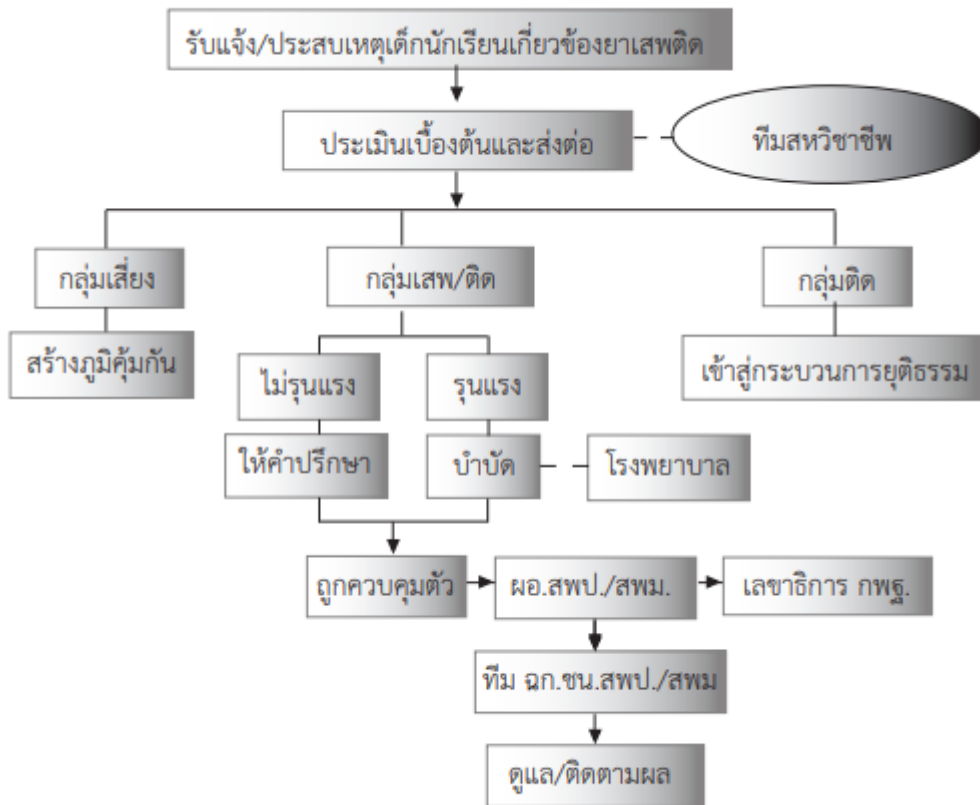 รับแจ้ง/ประสบเหตุเด็กนักเรียนเกี่ยวข้องยาเสพติด
ประเมินเบื้องต้นและส่งต่อ
ทีมสหวิชาชีพ
กลุ่มเสี่ยง
กลุ่มเสพ/ติด
กลุ่มติด
สร้างภูมิคุ้มกัน
ไม่รุนแรง
รุนแรง
เข้าสู่กระบวนการยุติธรรม
ให้คำปรึกษา
บำบัด
โรงพยาบาล
ถูกควบคุมตัว
ผอ.สพป./สพม.
เลขาธิการ กพฐ.
ทีม ฉก.ชน.สพป./สพม
ดูแล/ติดตามผล